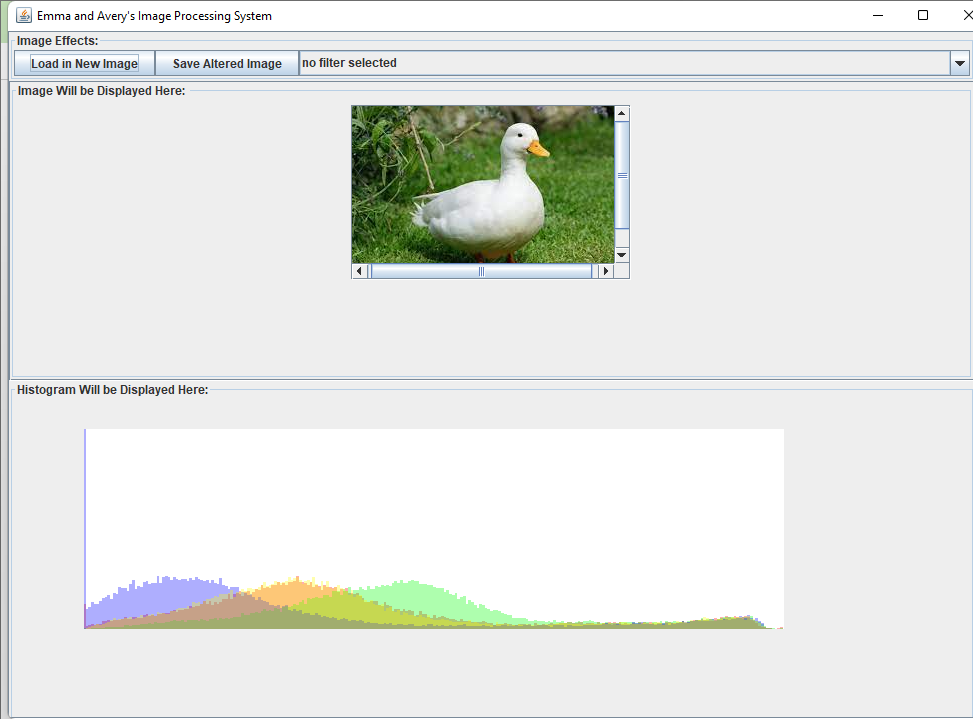 Emma and Avery's Image Processing System
Image Effects:
Load in New Image Save Altered Image no filter selected
Image Will be Displayed Here:
Histogram Will be Displayed Here: